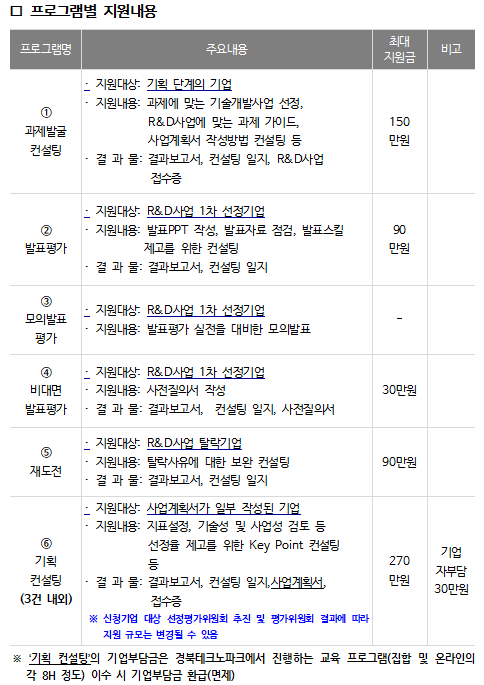 □ 프로그램별 지원내용
프로그램명 주요내용 최대 지원금 비고
①
과제발굴
컨설팅
· 지원대상: 기획 단계의 기업
· 지원내용: 과제에 맞는 기술개발사업 선정,
R&D사업에 맞는 과제 가이드,
사업계획서 작성방법 컨설팅 등
· 결 과 물: 결과보고서, 컨설팅 일지, R&D사업
접수증
150
만원
②
발표평가
· 지원대상: R&D사업 1차 선정기업
· 지원내용: 발표PPT 작성, 발표자료 점검, 발표스킬
제고를 위한 컨설팅
· 결 과 물: 결과보고서, 컨설팅 일지
90
만원
③
모의발표
평가
· 지원대상: R&D사업 1차 선정기업
· 지원내용: 발표평가 실전을 대비한 모의발표
-
④
비대면
발표평가
· 지원대상: R&D사업 1차 선정기업
· 지원내용: 사전질의서 작성
· 결 과 물: 결과보고서, 컨설팅 일지, 사전질의서
30만원
⑤
재도전
· 지원대상: R&D사업 탈락기업
· 지원내용: 탈락사유에 대한 보완 컨설팅
· 결 과 물: 결과보고서, 컨설팅 일지
90만원
⑥
기획
컨설팅
(3건 내외)
· 지원대상: 사업계획서가 일부 작성된 기업
· 지원내용: 지표설정, 기술성 및 사업성 검토 등
선정율 제고를 위한 Key Point 컨설팅
등
· 결 과 물: 결과보고서, 컨설팅 일지,사업계획서,
접수증
※ 신청기업 대상 선정평가위원회 추진 및 평가위원회 결과에 따라
지원 규모는 변경될 수 있음
270
만원
기업
자부담
30만원
※ ‘기획 컨설팅’의 기업부담금은 경북테크노파크에서 진행하는 교육 프로그램(집합 및 온라인의
각 8H 정도) 이수 시 기업부담금 환급(면제)